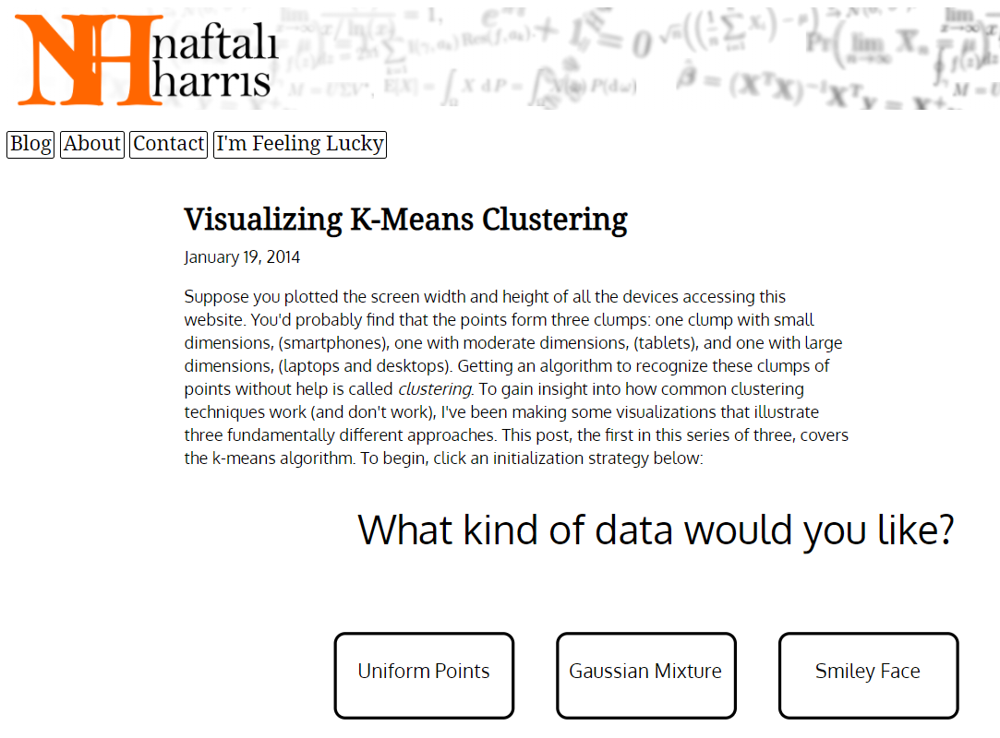 naftali
harris
Blog About Contact I'm Feeling Lucky
Visualizing K-Means Clustering
January 19, 2014
Suppose you plotted the screen width and height of all the devices accessing this
website. You'd probably find that the points form three clumps: one clump with small
dimensions, (smartphones), one with moderate dimensions, (tablets), and one with large
dimensions, (laptops and desktops). Getting an algorithm to recognize these clumps of
points without help is called clustering. To gain insight into how common clustering
techniques work (and don't work), I've been making some visualizations that illustrate
three fundamentally different approaches. This post, the first in this series of three, covers
the k-means algorithm. To begin, click an initialization strategy below:
What kind of data would you like?
Uniform Points Gaussian Mixture Smiley Face